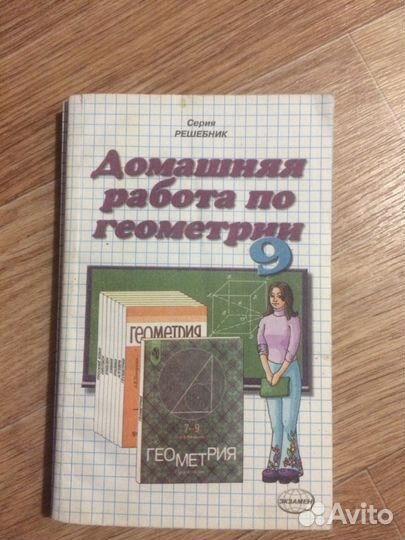 Серия
РЕШЕБНИК
Домашняя
работа по
геометрии
9
ГЕОМЕТРИЯ
7-9
ГЕОМЕТРИЯ
ЭКЗАМЕН
Avito